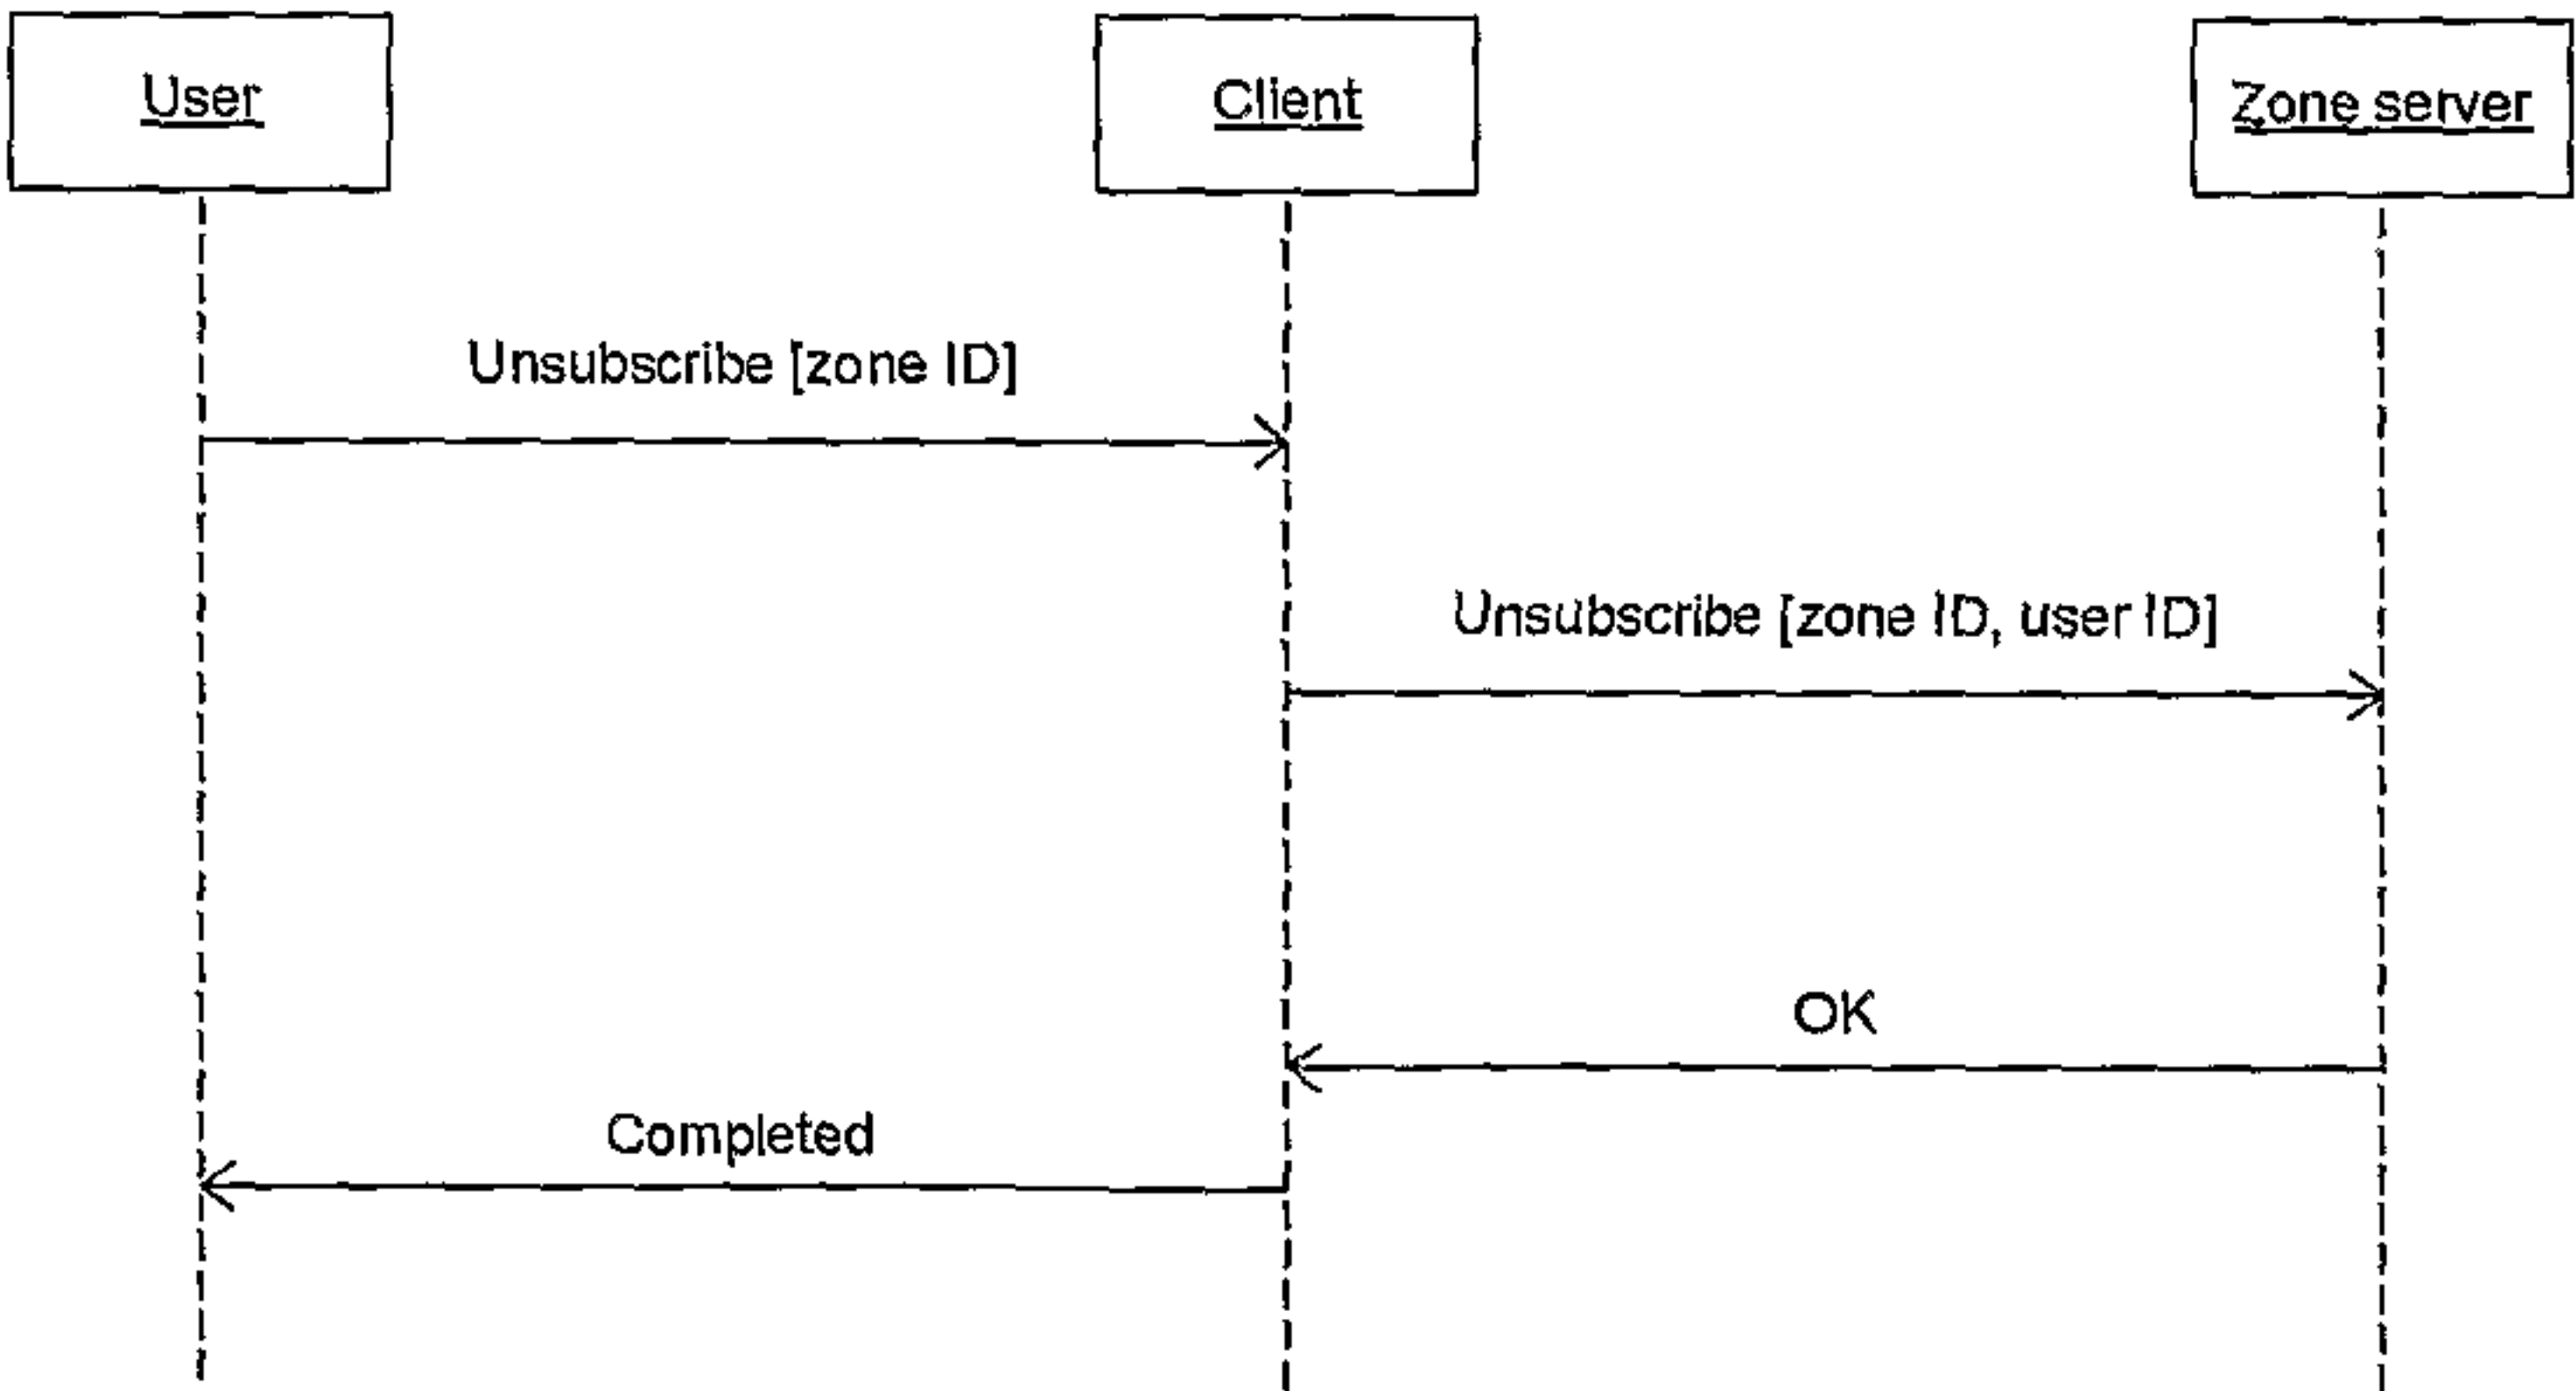 User
Client
Zone server
Unsubscribe [zone ID]
Unsubscribe [zone ID, user ID]
OK
Completed